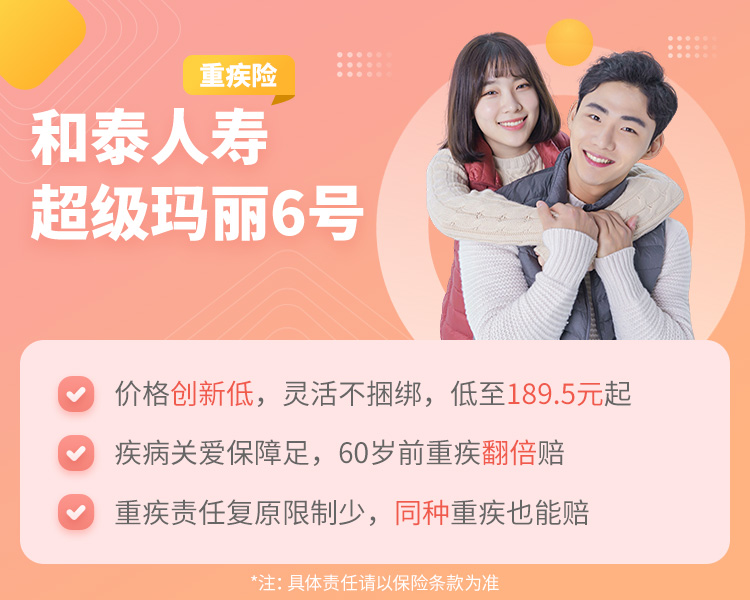 重疾险
和泰人寿
超级玛丽6号
价格创新低，灵活不捆绑，低至189.5元起
疾病关爱保障足，60岁前重疾翻倍赔
重疾责任复原限制少，同种重疾也能赔
*注：具体责任请以保险条款为准